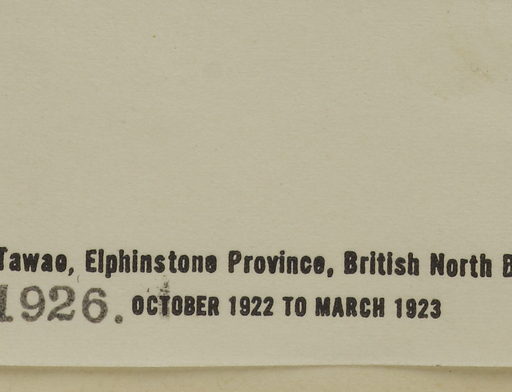 Tawao, Elphinstone Province, British North B
1926. OCTOBER 1922 TO MARCH 1923